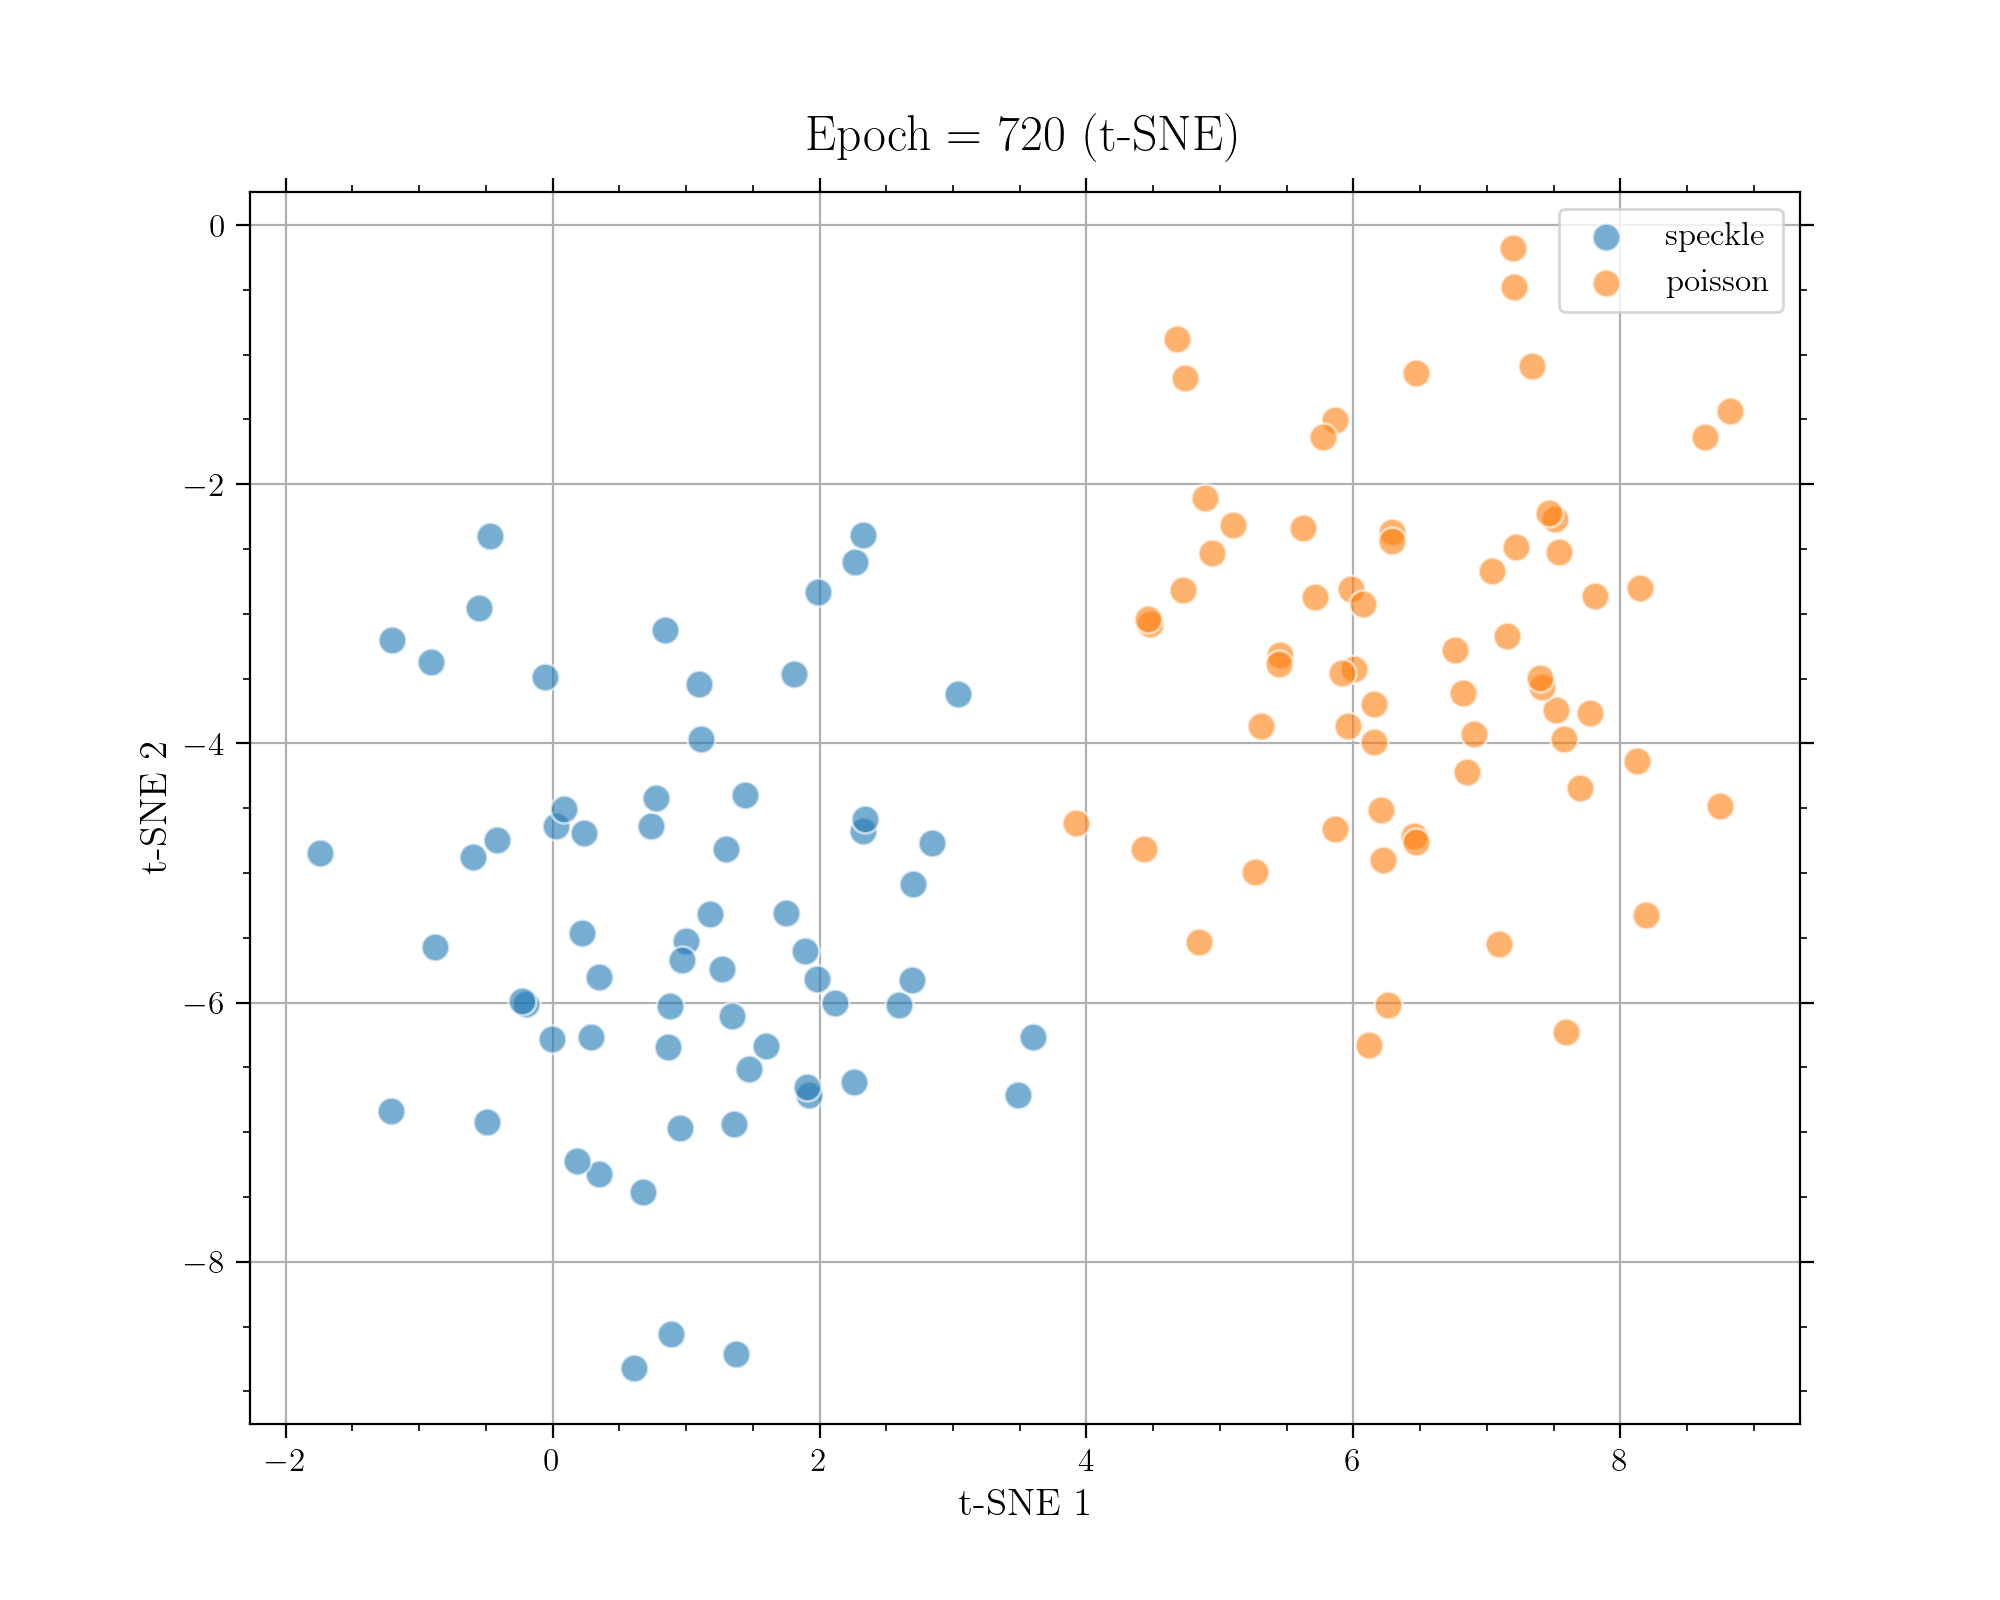 Epoch = 720 (t-SNE)
speckle
poisson
0
−2
−4
−6
−8
t-SNE 2
−2 0 2 4 6 8
t-SNE 1